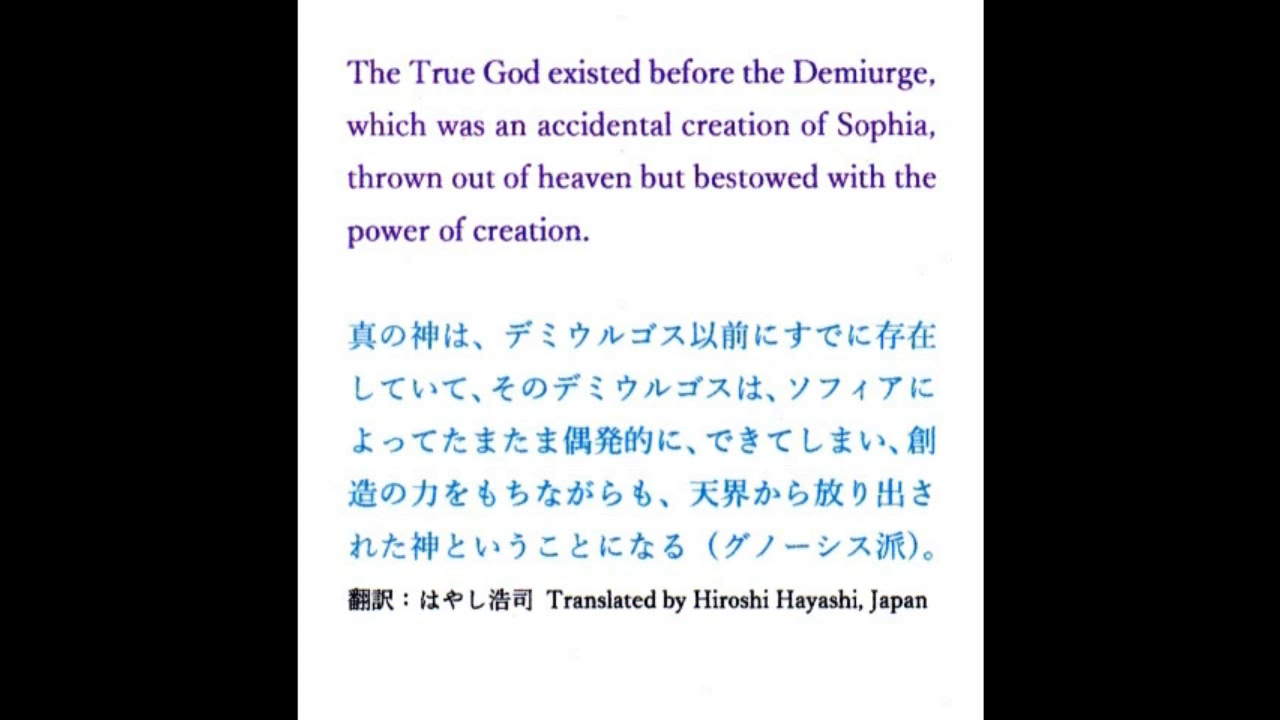 The True God existed before the Demiurge,
which was an accidental creation of Sophia,
thrown out of heaven but bestowed with the
power of creation.
真の神は、デミウルゴス以前にすでに存在
していて、そのデミウルゴスは、ソフィアに
よってたまたま偶発的に、できてしまい、創
造の力をもちながらも、天界から放り出さ
れた神ということになる（グノーシス派）。
翻訳：はやし浩司 Translated by Hiroshi Hayashi, Japan